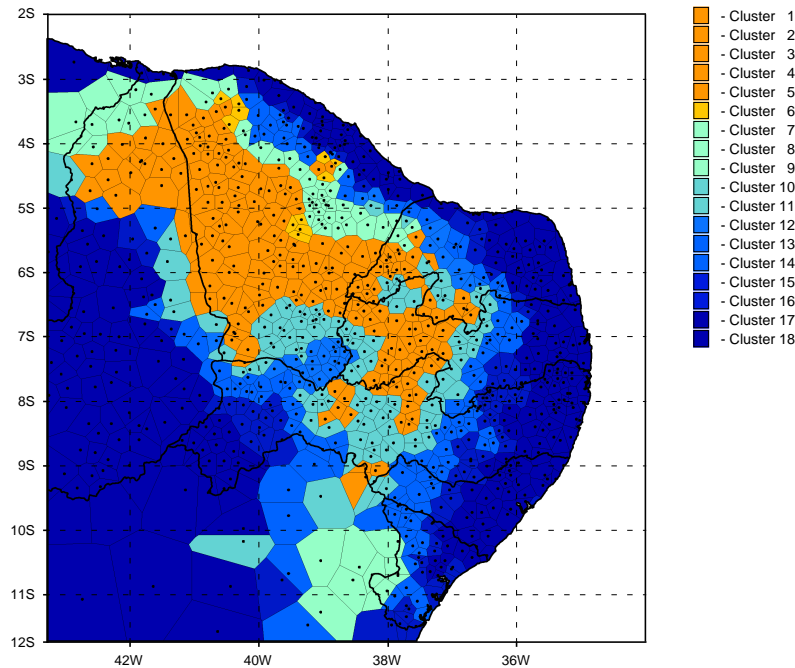 2S
3S
4S
5S
6S
7S
8S
9S
10S
11S
12S
42W 40W 38W 36W
- Cluster 1
- Cluster 2
- Cluster 3
- Cluster 4
- Cluster 5
- Cluster 6
- Cluster 7
- Cluster 8
- Cluster 9
- Cluster 10
- Cluster 11
- Cluster 12
- Cluster 13
- Cluster 14
- Cluster 15
- Cluster 16
- Cluster 17
- Cluster 18